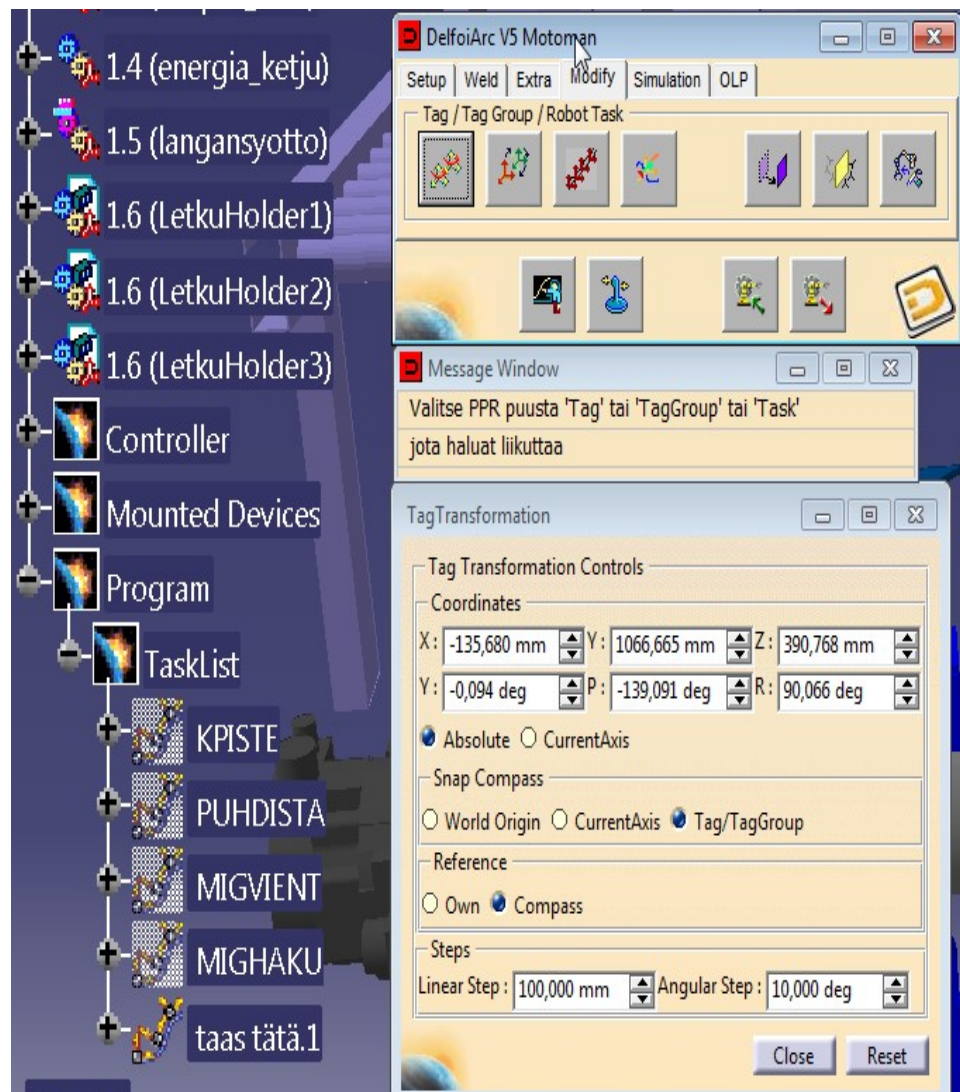 1.4 (energia_ketju)
1.5 (langansyotto)
1.6 (LetkuHolder1)
1.6 (LetkuHolder2)
1.6 (LetkuHolder3)
Controller
Mounted Devices
Program
TaskList
KPISTE
PUHDISTA
MIGVIENT
MIGHAKU
taas tätä.1
DelfoiArc V5 Motoman
Setup Weld Extra Modify Simulation OLP
Tag / Tag Group / Robot Task
Message Window
Valitse PPR puusta 'Tag' tai 'TagGroup' tai 'Task'
jota haluat liikuttaa
TagTransformation
Tag Transformation Controls
Coordinates
X : -135,680 mm Y : 1066,665 mm Z : 390,768 mm
Y : -0,094 deg P : -139,091 deg R : 90,066 deg
Absolute CurrentAxis
Snap Compass
World Origin CurrentAxis Tag/TagGroup
Reference
Own Compass
Steps
Linear Step : 100,000 mm Angular Step : 10,000 deg
Close Reset